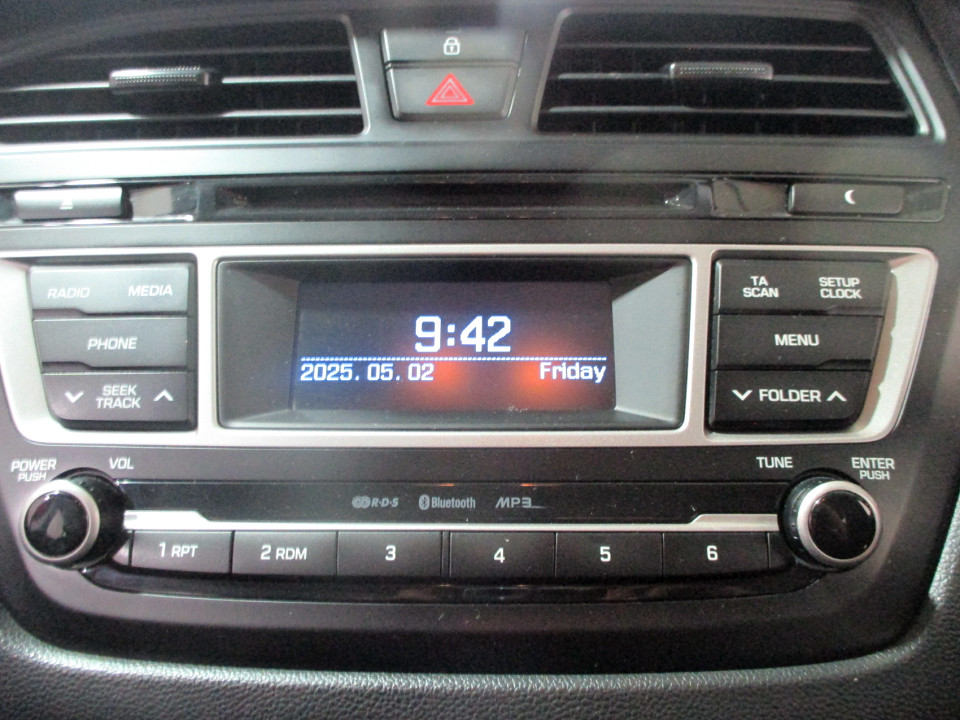 RADIO MEDIA
PHONE
SEEK
TRACK
9:42
2025.05.02 Friday
TA
SCAN
SETUP
CLOCK
MENU
FOLDER
POWER
PUSH
VOL
TUNE
ENTER
PUSH
R·D·S Bluetooth MP3
1 RPT 2 RDM 3 4 5 6